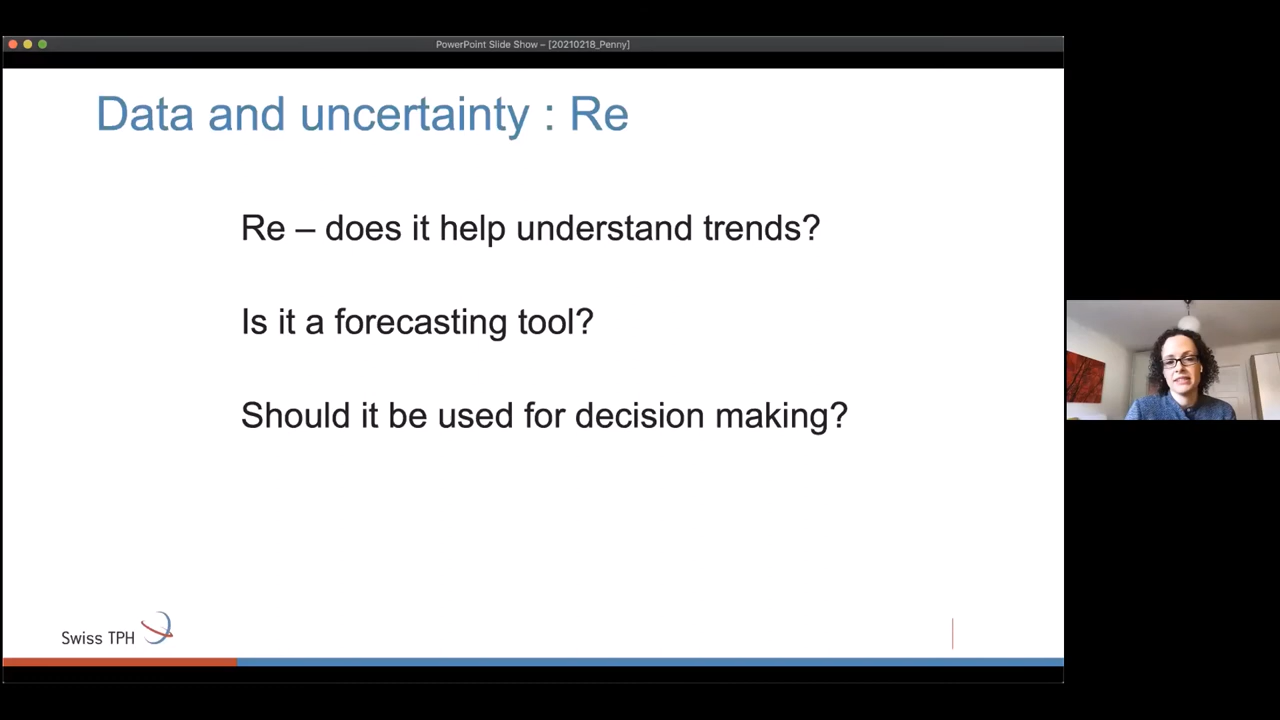 PowerPoint Slide Show – [20210218_Penny]
Data and uncertainty : Re
Re – does it help understand trends?
Is it a forecasting tool?
Should it be used for decision making?
Swiss TPH